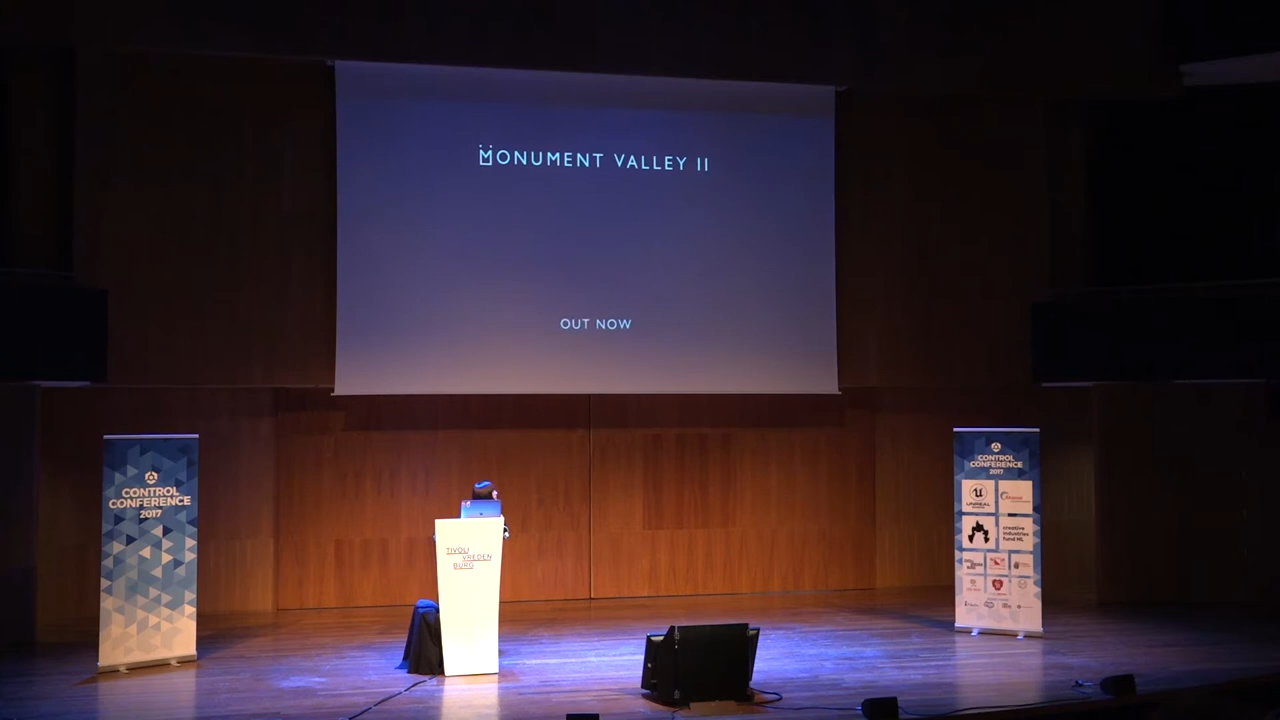 MONUMENT VALLEY II
OUT NOW
CONTROL
CONFERENCE
2017
TIVOLI
VREDEN
BURG
CONTROL
CONFERENCE
2017
UNREAL
creative
industries
fund NL